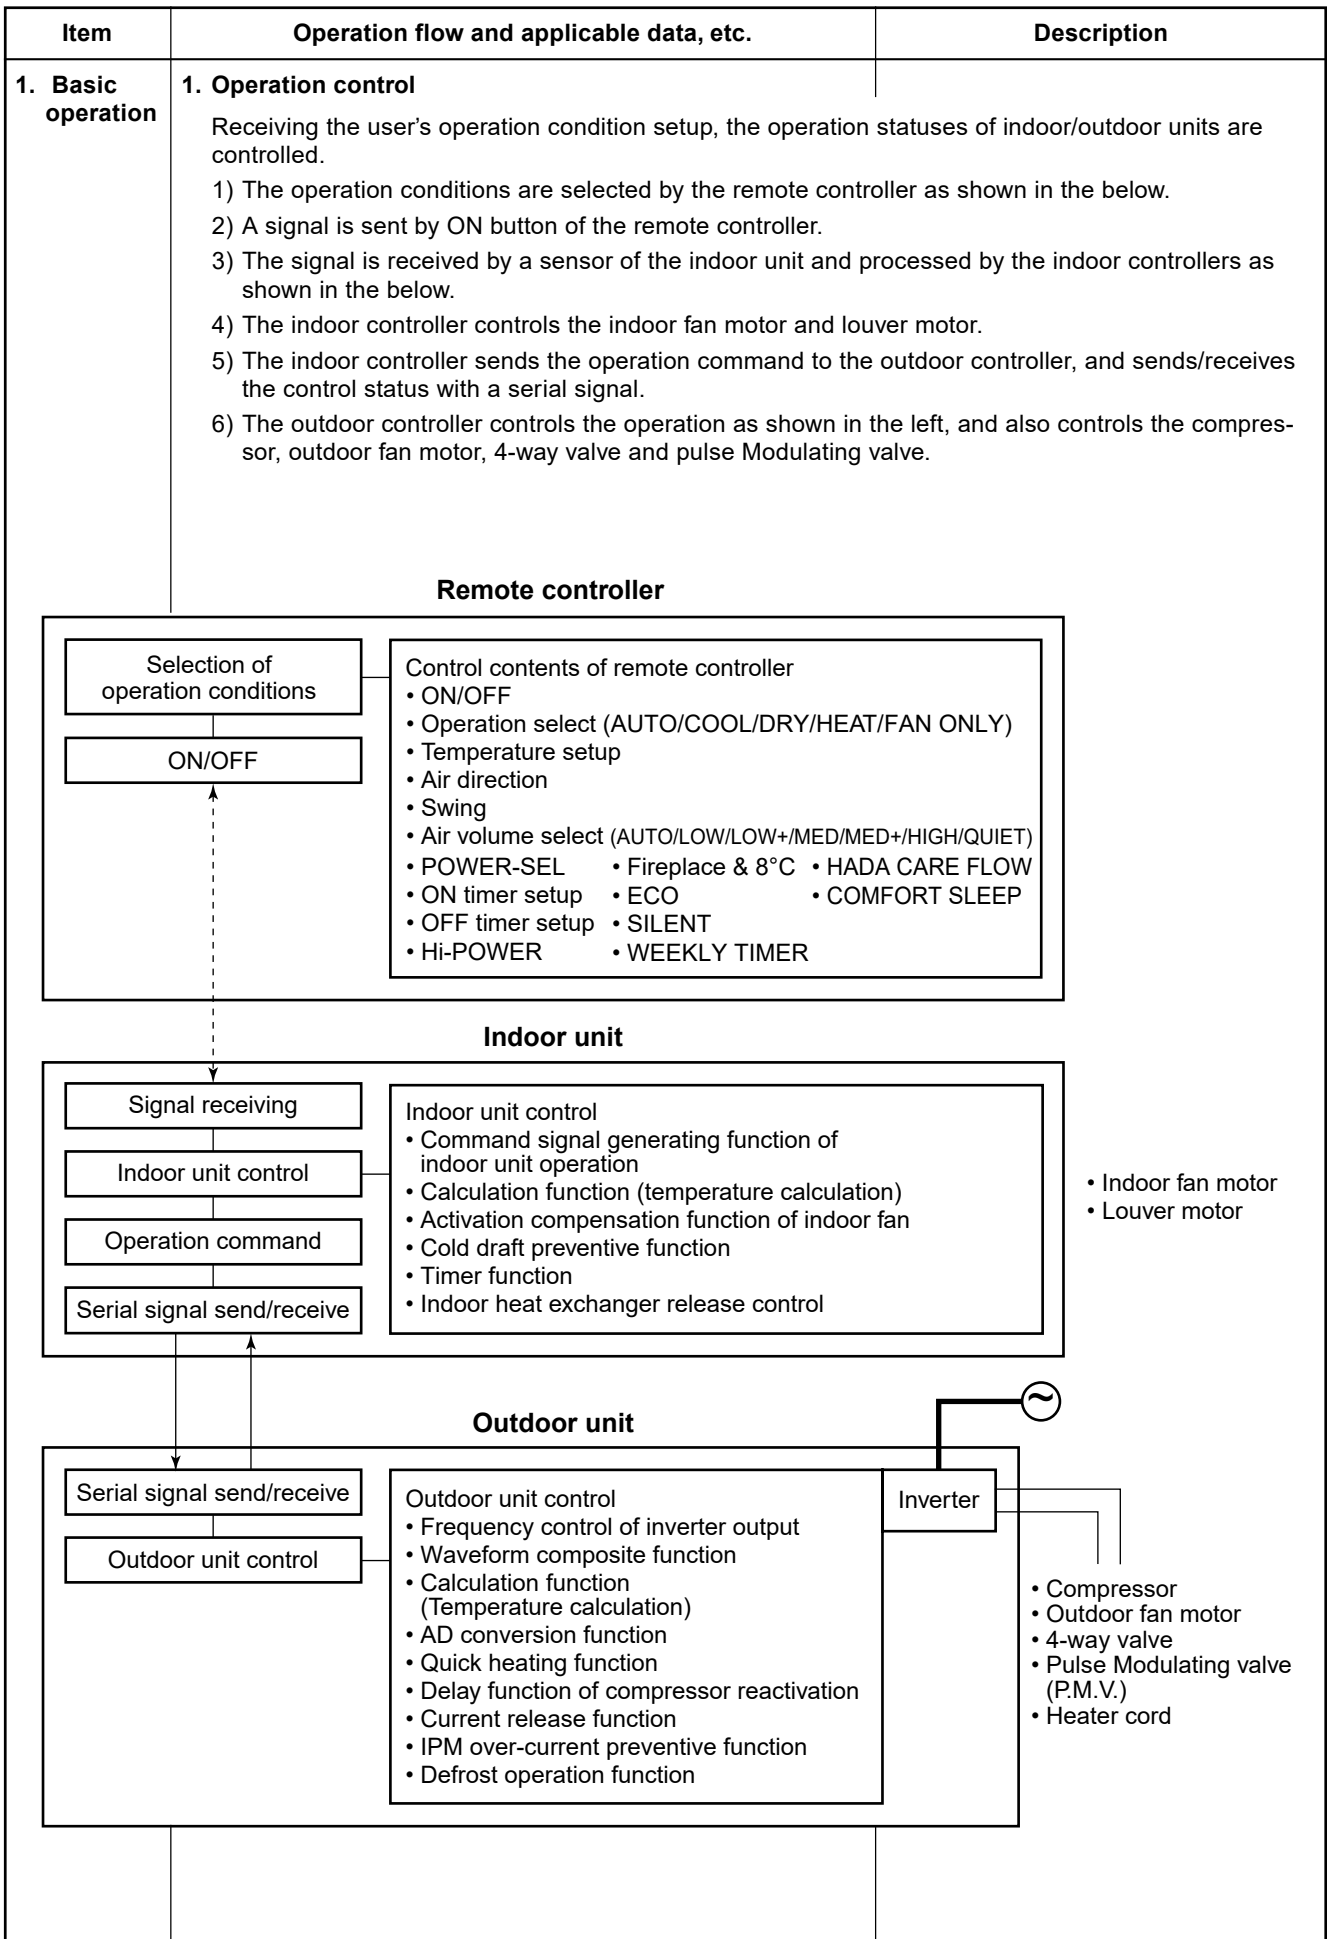 Item
Operation flow and applicable data, etc.
Description
1. Basic
operation
1. Operation control
Receiving the user's operation condition setup, the operation statuses of indoor/outdoor units are
controlled.
1) The operation conditions are selected by the remote controller as shown in the below.
2) A signal is sent by ON button of the remote controller.
3) The signal is received by a sensor of the indoor unit and processed by the indoor controllers as
shown in the below.
4) The indoor controller controls the indoor fan motor and louver motor.
5) The indoor controller sends the operation command to the outdoor controller, and sends/receives
the control status with a serial signal.
6) The outdoor controller controls the operation as shown in the left, and also controls the compres-
sor, outdoor fan motor, 4-way valve and pulse Modulating valve.
Remote controller
Selection of
operation conditions
ON/OFF
Control contents of remote controller
• ON/OFF
• Operation select (AUTO/COOL/DRY/HEAT/FAN ONLY)
• Temperature setup
• Air direction
• Swing
• Air volume select (AUTO/LOW/LOW+/MED/MED+/HIGH/QUIET)
• POWER-SEL • Fireplace & 8°C • HADA CARE FLOW
• ON timer setup • ECO • COMFORT SLEEP
• OFF timer setup • SILENT
• Hi-POWER • WEEKLY TIMER
Indoor unit
Signal receiving
Indoor unit control
Operation command
Serial signal send/receive
Indoor unit control
• Command signal generating function of
indoor unit operation
• Calculation function (temperature calculation)
• Activation compensation function of indoor fan
• Cold draft preventive function
• Timer function
• Indoor heat exchanger release control
• Indoor fan motor
• Louver motor
~
Outdoor unit
Serial signal send/receive
Outdoor unit control
Outdoor unit control
• Frequency control of inverter output
• Waveform composite function
• Calculation function
(Temperature calculation)
• AD conversion function
• Quick heating function
• Delay function of compressor reactivation
• Current release function
• IPM over-current preventive function
• Defrost operation function
Inverter
• Compressor
• Outdoor fan motor
• 4-way valve
• Pulse Modulating valve
(P.M.V.)
• Heater cord